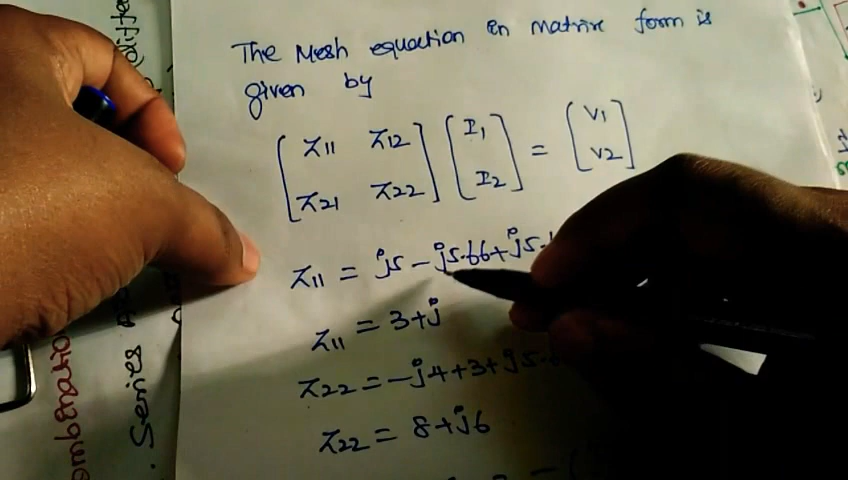 The Mesh equation in matrix form is
given by
[Z11 Z12
Z21 Z22] [I1
I2] = [V1
V2]
Z11 = j5 - j5.66 + j5.
Z11 = 3+j
Z22 = -j4+3+j5.
Z22 = 8+j6
Series